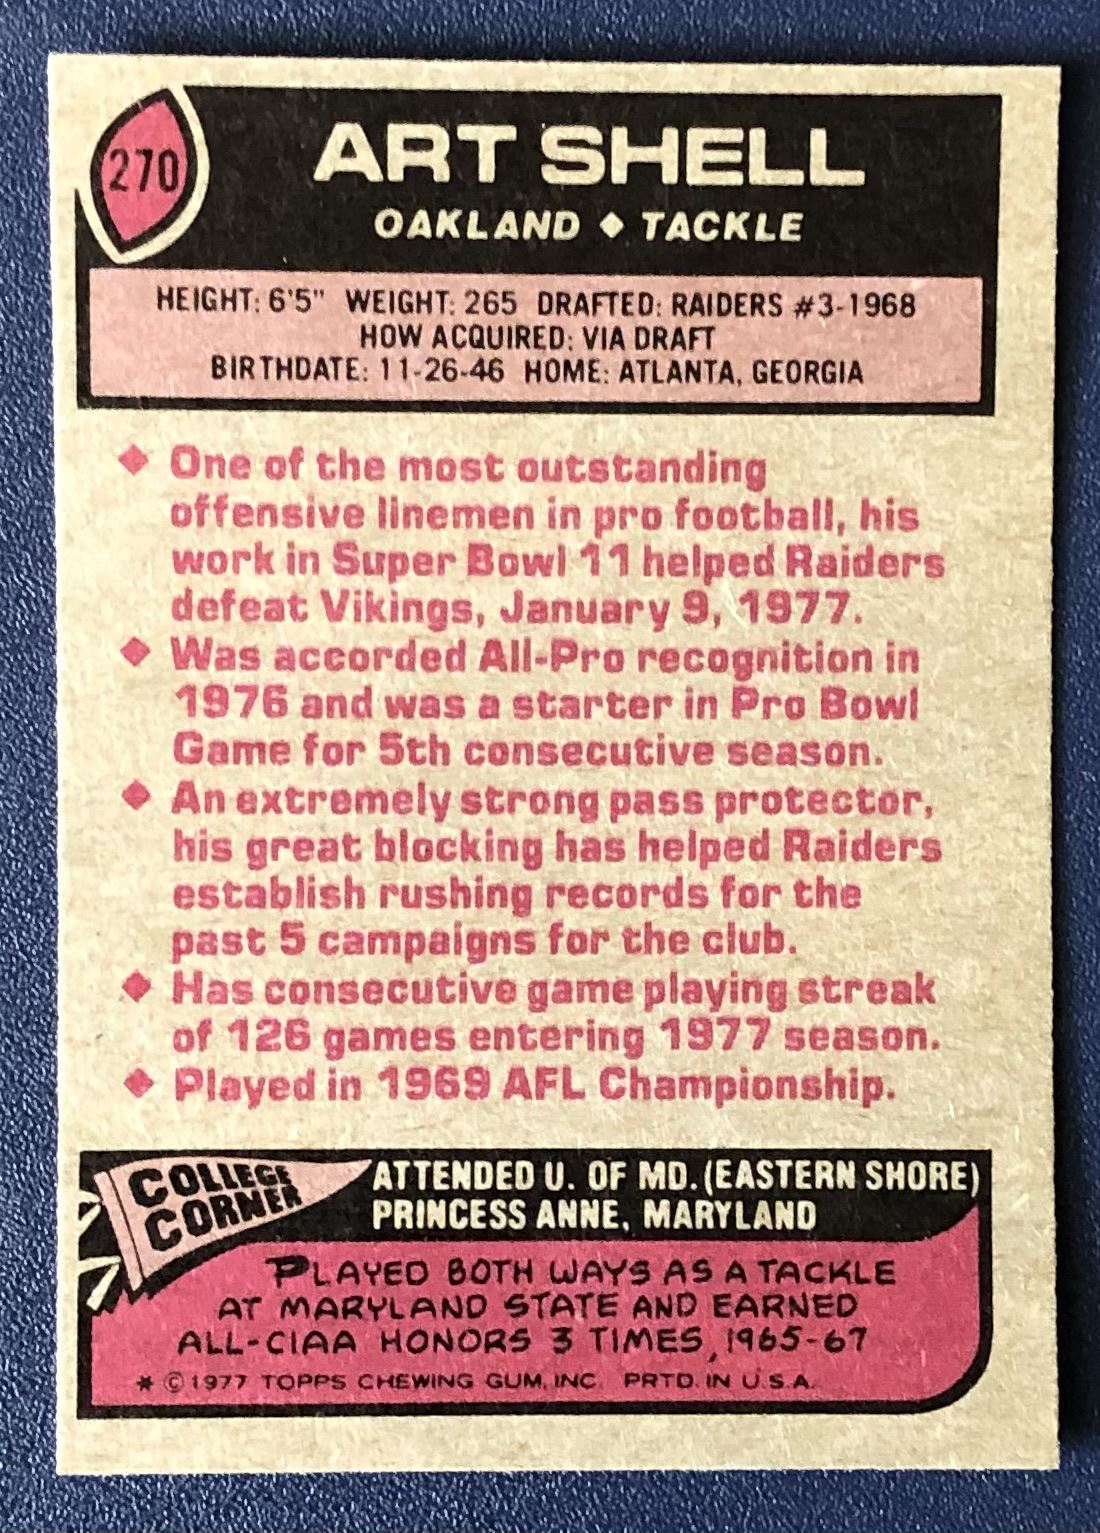 270
ART SHELL
OAKLAND ♦ TACKLE
HEIGHT: 6'5" WEIGHT: 265 DRAFTED: RAIDERS #3-1968
HOW ACQUIRED: VIA DRAFT
BIRTHDATE: 11-26-46 HOME: ATLANTA, GEORGIA
♦ One of the most outstanding
offensive linemen in pro football, his
work in Super Bowl 11 helped Raiders
defeat Vikings, January 9, 1977.
♦ Was accorded All-Pro recognition in
1976 and was a starter in Pro Bowl
Game for 5th consecutive season.
♦ An extremely strong pass protector,
his great blocking has helped Raiders
establish rushing records for the
past 5 campaigns for the club.
♦ Has consecutive game playing streak
of 126 games entering 1977 season.
♦ Played in 1969 AFL Championship.
COLLEGE
CORNER
ATTENDED U. OF MD. (EASTERN SHORE)
PRINCESS ANNE, MARYLAND
PLAYED BOTH WAYS AS A TACKLE
AT MARYLAND STATE AND EARNED
ALL-CIAA HONORS 3 TIMES, 1965-67
* © 1977 TOPPS CHEWING GUM, INC. PRTD. IN U.S.A.